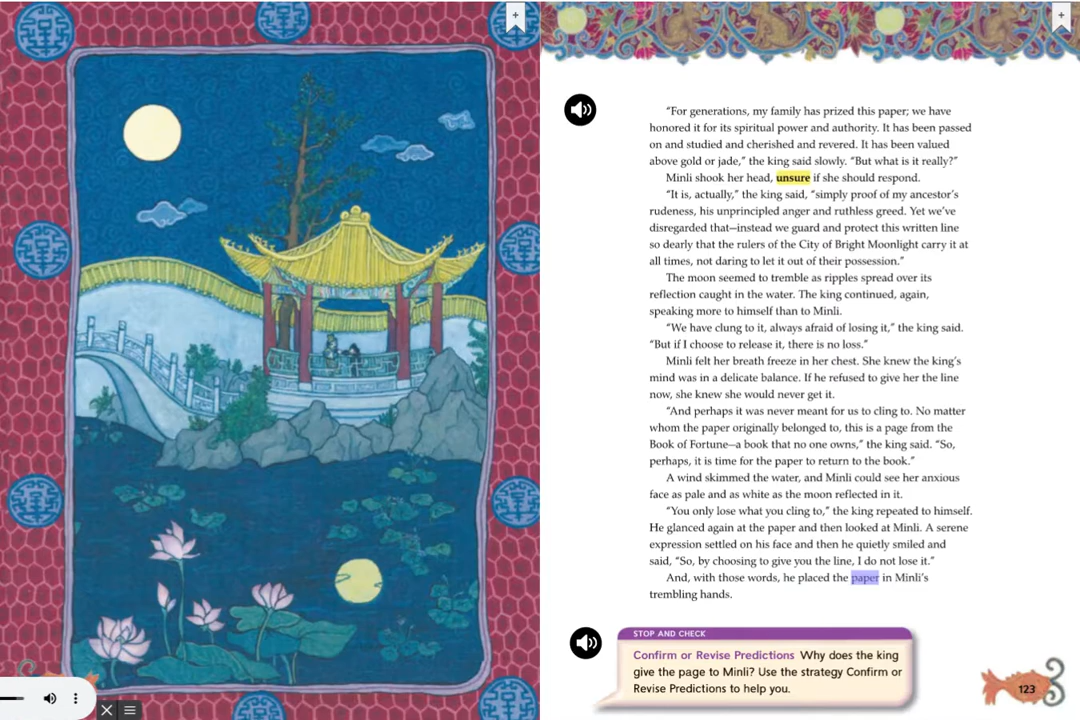 “For generations, my family has prized this paper; we have
honored it for its spiritual power and authority. It has been passed
on and studied and cherished and revered. It has been valued
above gold or jade,” the king said slowly. “But what is it really?”
Minli shook her head, unsure if she should respond.
“It is, actually,” the king said, “simply proof of my ancestor’s
rudeness, his unprincipled anger and ruthless greed. Yet we’ve
disregarded that—instead we guard and protect this written line
so dearly that the rulers of the City of Bright Moonlight carry it at
all times, not daring to let it out of their possession.”
The moon seemed to tremble as ripples spread over its
reflection caught in the water. The king continued, again,
speaking more to himself than to Minli.
“We have clung to it, always afraid of losing it,” the king said.
“But if I choose to release it, there is no loss.”
Minli felt her breath freeze in her chest. She knew the king’s
mind was in a delicate balance. If he refused to give her the line
now, she knew she would never get it.
“And perhaps it was never meant for us to cling to. No matter
whom the paper originally belonged to, this is a page from the
Book of Fortune—a book that no one owns,” the king said. “So,
perhaps, it is time for the paper to return to the book.”
A wind skimmed the water, and Minli could see her anxious
face as pale and as white as the moon reflected in it.
“You only lose what you cling to,” the king repeated to himself.
He glanced again at the paper and then looked at Minli. A serene
expression settled on his face and then he quietly smiled and
said, “So, by choosing to give you the line, I do not lose it.”
And, with those words, he placed the paper in Minli’s
trembling hands.
STOP AND CHECK
Confirm or Revise Predictions Why does the king
give the page to Minli? Use the strategy Confirm or
Revise Predictions to help you.
123